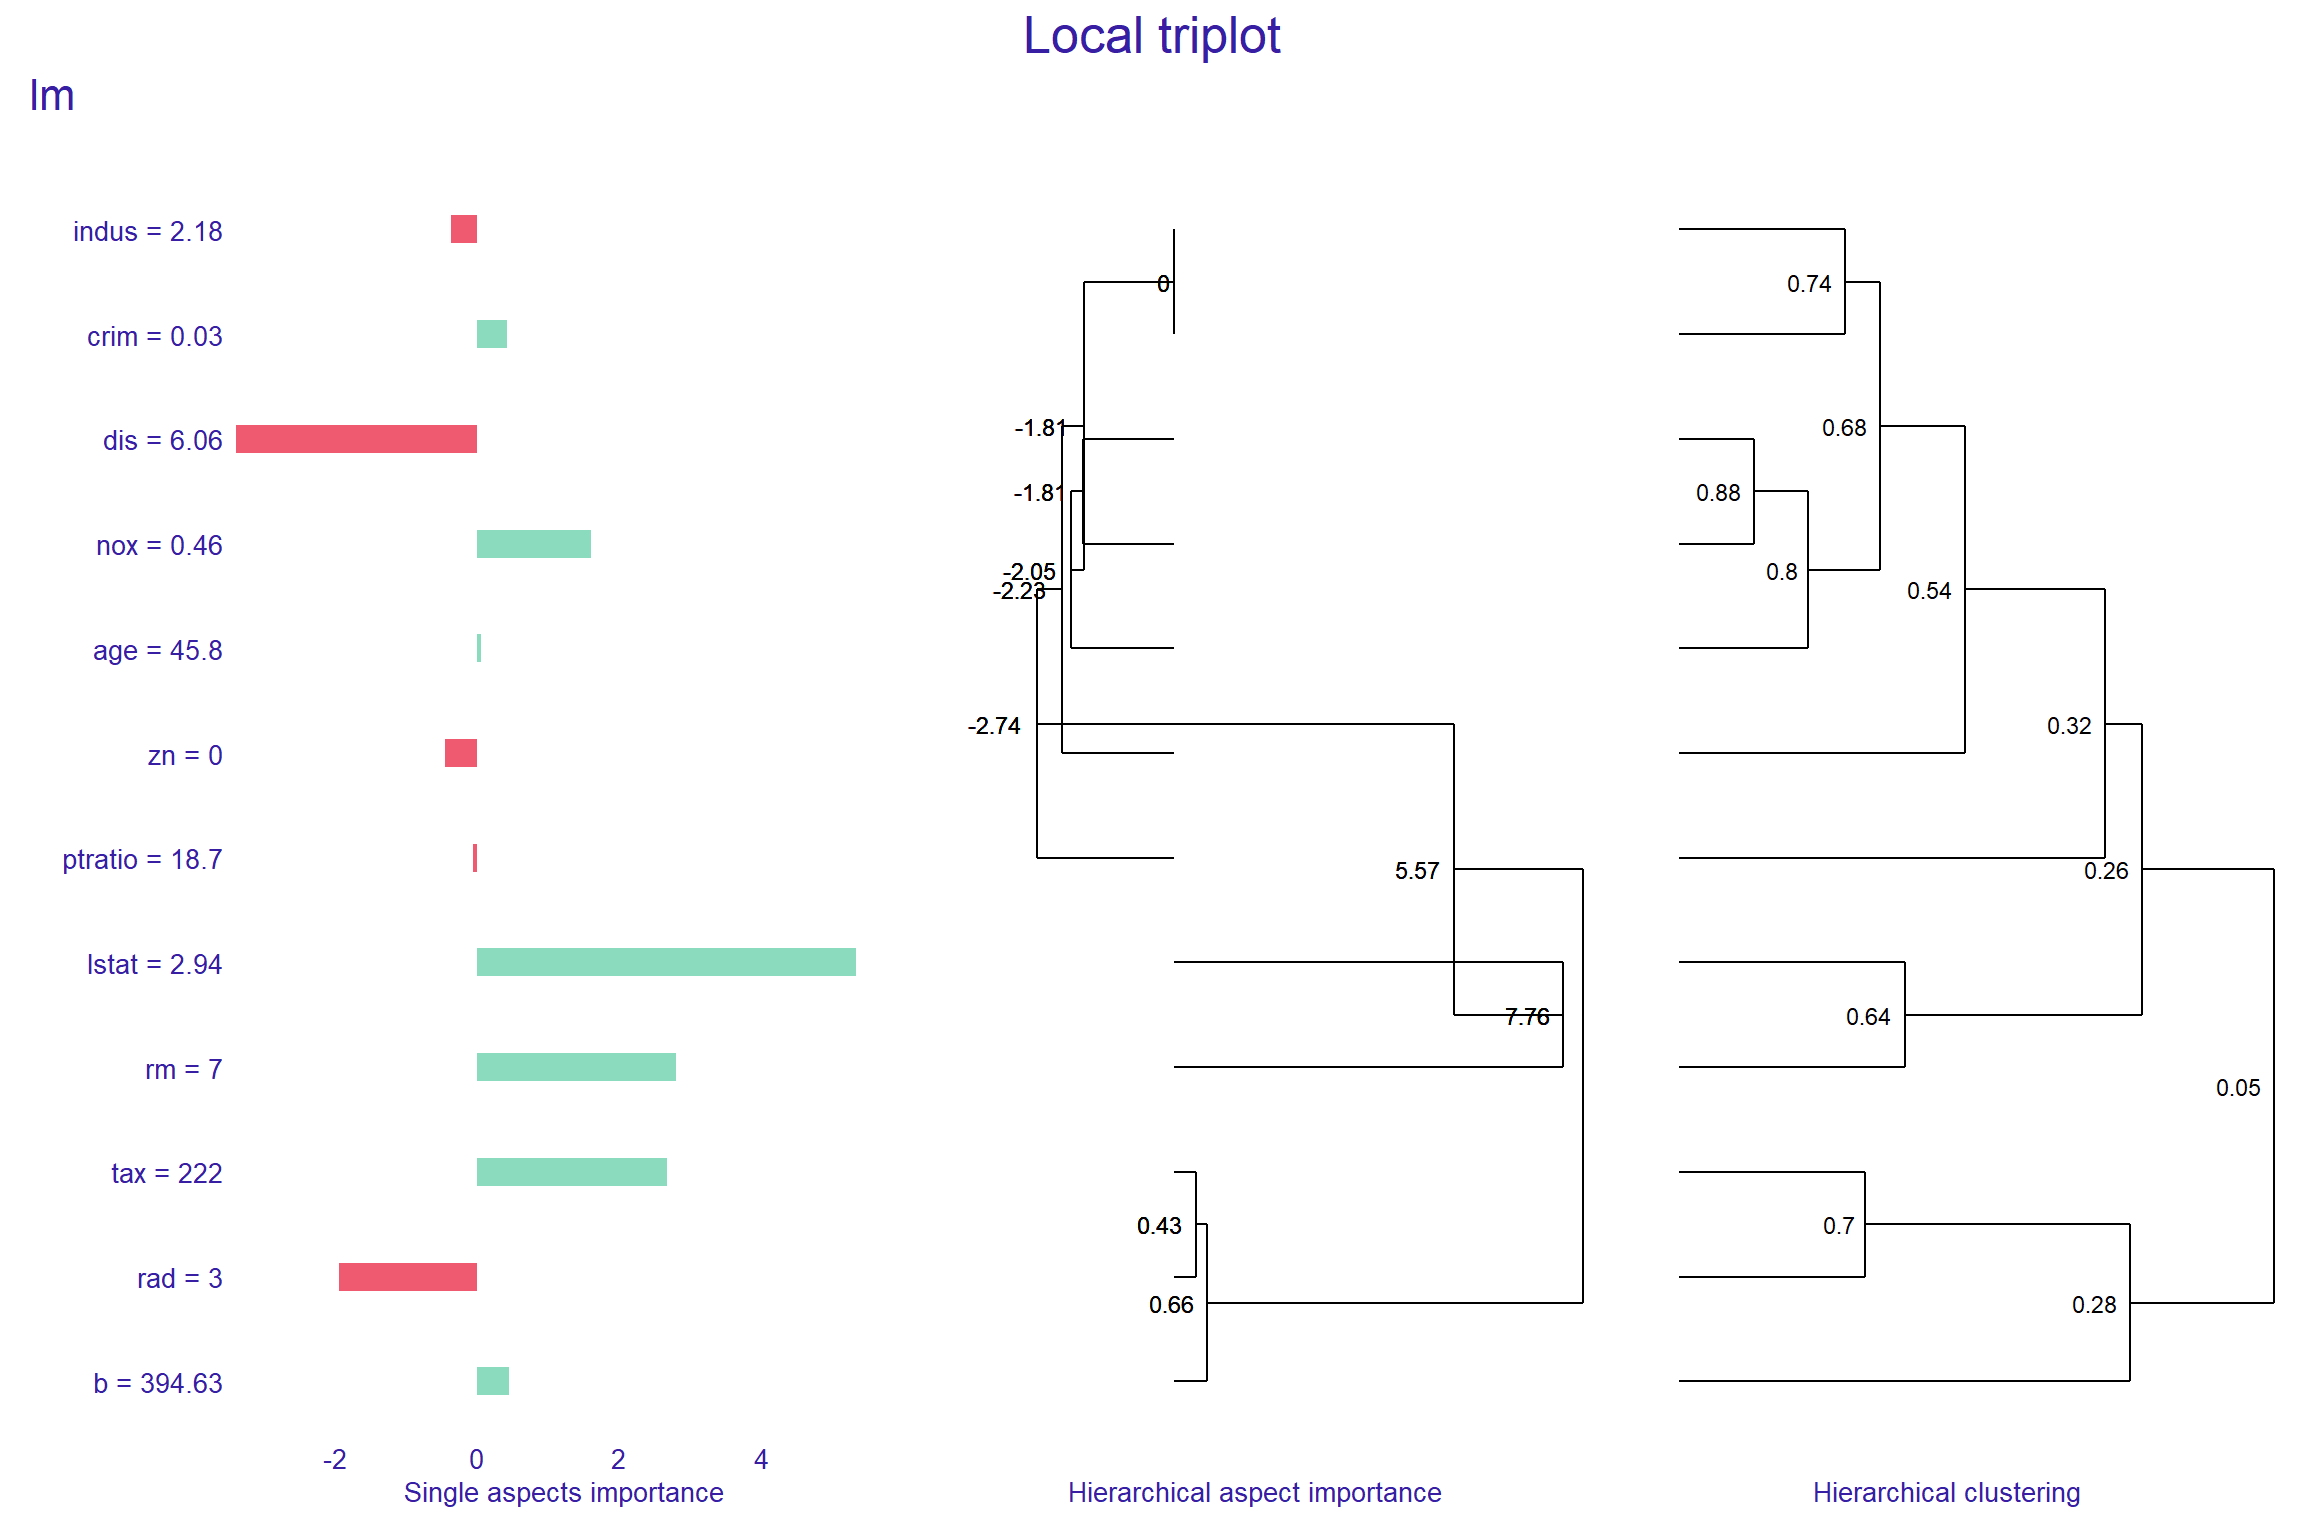 Local triplot
lm
indus = 2.18
crim = 0.03
dis = 6.06
nox = 0.46
age = 45.8
zn = 0
ptratio = 18.7
lstat = 2.94
rm = 7
tax = 222
rad = 3
b = 394.63
-2 0 2 4
Single aspects importance
0
-1.81
-1.81
-2.05
-2.23
-2.74
5.57
7.76
0.43
0.66
Hierarchical aspect importance
0.74
0.68
0.88
0.8
0.54
0.32
0.26
0.64
0.05
0.7
0.28
Hierarchical clustering